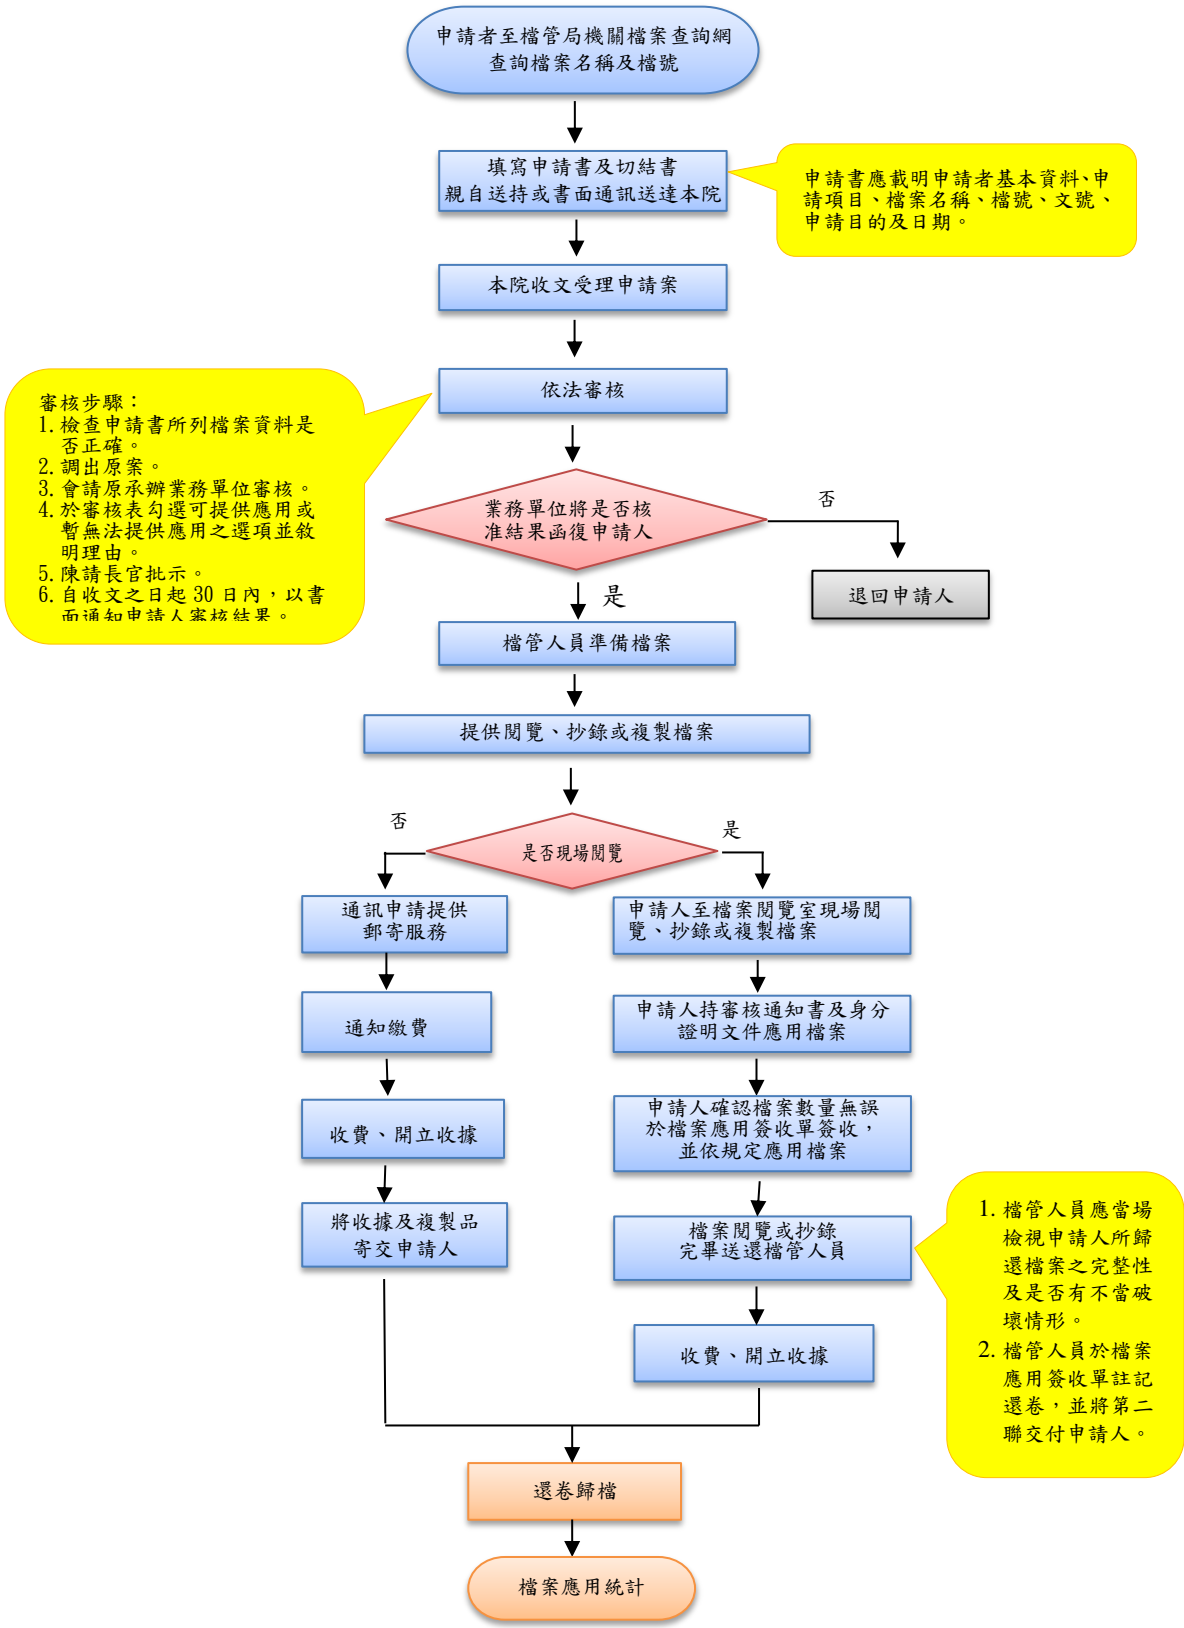 申請者至檔管局機關檔案查詢網
查詢檔案名稱及檔號
填寫申請書及切結書
親自送持或書面通訊送達本院
申請書應載明申請者基本資料、申
請項目、檔案名稱、檔號、文號、
申請目的及日期。
本院收文受理申請案
依法審核
審核步驟：
1. 檢查申請書所列檔案資料是
否正確。
2. 調出原案。
3. 會請原承辦業務單位審核。
4. 於審核表勾選可提供應用或
暫無法提供應用之選項並敘
明理由。
5. 陳請長官批示。
6. 自收文之日起 30 日內，以書
面通知申請人審核結果。
業務單位將是否核
准結果函復申請人
否
退回申請人
是
檔管人員準備檔案
提供閱覽、抄錄或複製檔案
是否現場閱覽
否
是
通訊申請提供
郵寄服務
通知繳費
收費、開立收據
將收據及複製品
寄交申請人
申請人至檔案閱覽室現場閱
覽、抄錄或複製檔案
申請人持審核通知書及身分
證明文件應用檔案
申請人確認檔案數量無誤
於檔案應用簽收單簽收，
並依規定應用檔案
檔案閱覽或抄錄
完畢送還檔管人員
1. 檔管人員應當場
檢視申請人所歸
還檔案之完整性
及是否有不當破
壞情形。
2. 檔管人員於檔案
應用簽收單註記
還卷，並將第二
聯交付申請人。
收費、開立收據
還卷歸檔
檔案應用統計